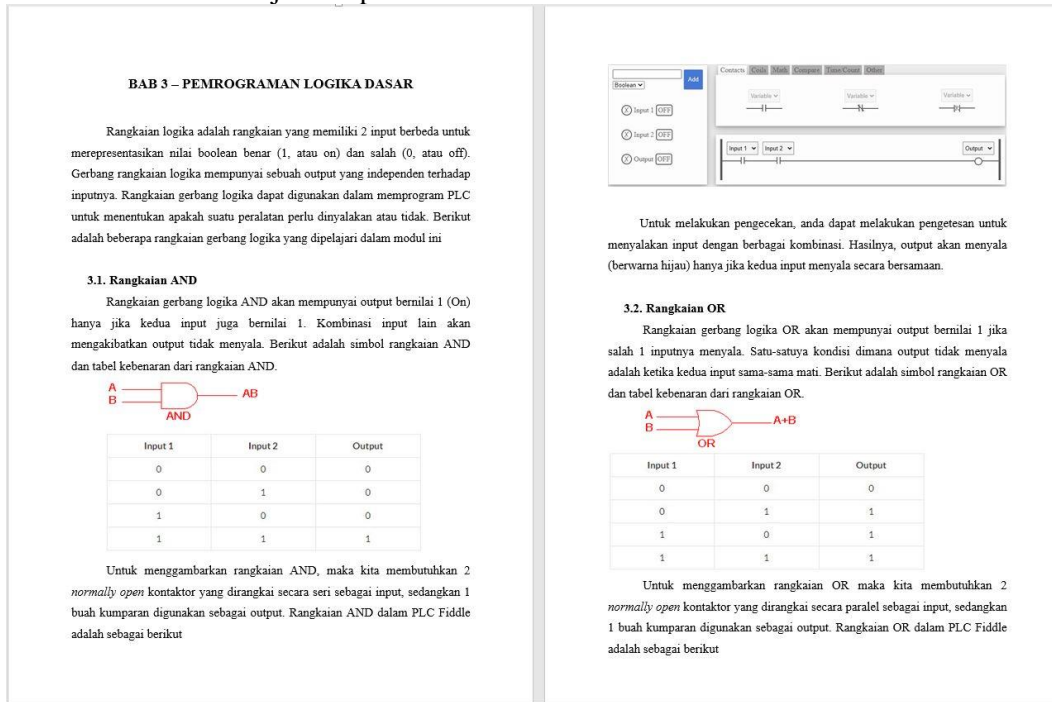 BAB 3 – PEMROGRAMAN LOGIKA DASAR
Rangkaian logika adalah rangkaian yang memiliki 2 input berbeda untuk
merepresentasikan nilai boolean benar (1, atau on) dan salah (0, atau off).
Gerbang rangkaian logika mempunyai sebuah output yang independen terhadap
inputnya. Rangkaian gerbang logika dapat digunakan dalam memprogram PLC
untuk menentukan apakah suatu peralatan perlu dinyalakan atau tidak. Berikut
adalah beberapa rangkaian gerbang logika yang dipelajari dalam modul ini
3.1. Rangkaian AND
Rangkaian gerbang logika AND akan mempunyai output bernilai 1 (On)
hanya jika kedua input juga bernilai 1. Kombinasi input lain akan
mengakibatkan output tidak menyala. Berikut adalah simbol rangkaian AND
dan tabel kebenaran dari rangkaian AND.
A
B
AB
AND
Input 1 Input 2 Output
0 0 0
0 1 0
1 0 0
1 1 1
Untuk menggambarkan rangkaian AND, maka kita membutuhkan 2
normally open kontaktor yang dirangkai secara seri sebagai input, sedangkan 1
buah kumparan digunakan sebagai output. Rangkaian AND dalam PLC Fiddle
adalah sebagai berikut
Add
Boolean
X Input 1 OFF
X Input 2 OFF
X Output OFF
Contacts Coils Math Compare Time/Count Other
Variable Variable Variable
Input 1 Input 2 Output
Untuk melakukan pengecekan, anda dapat melakukan pengetesan untuk
menyalakan input dengan berbagai kombinasi. Hasilnya, output akan menyala
(berwarna hijau) hanya jika kedua input menyala secara bersamaan.
3.2. Rangkaian OR
Rangkaian gerbang logika OR akan mempunyai output bernilai 1 jika
salah 1 inputnya menyala. Satu-satuya kondisi dimana output tidak menyala
adalah ketika kedua input sama-sama mati. Berikut adalah simbol rangkaian OR
dan tabel kebenaran dari rangkaian OR.
A
B
A+B
OR
Input 1 Input 2 Output
0 0 0
0 1 1
1 0 1
1 1 1
Untuk menggambarkan rangkaian OR maka kita membutuhkan 2
normally open kontaktor yang dirangkai secara paralel sebagai input, sedangkan
1 buah kumparan digunakan sebagai output. Rangkaian OR dalam PLC Fiddle
adalah sebagai berikut